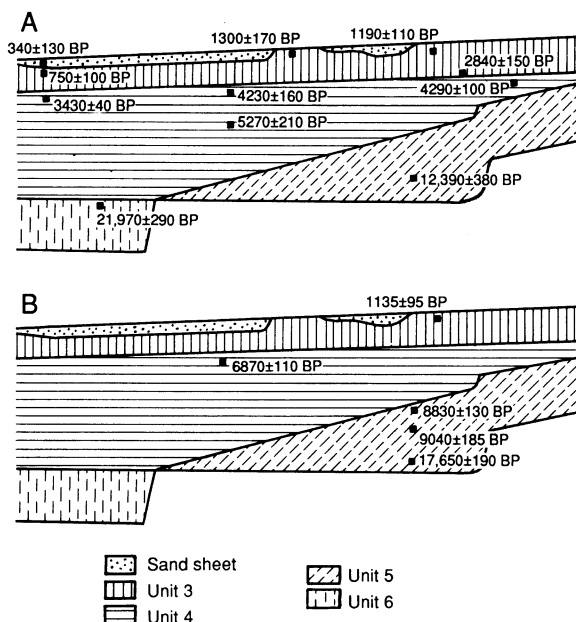 A
340±130 BP
1300±170 BP
1190±110 BP
750±100 BP
2840±150 BP
3430±40 BP
4230±160 BP
4290±100 BP
5270±210 BP
12,390±380 BP
21,970±290 BP
B
1135±95 BP
6870±110 BP
8830±130 BP
9040±185 BP
17,650±190 BP
Sand sheet
Unit 3
Unit 4
Unit 5
Unit 6